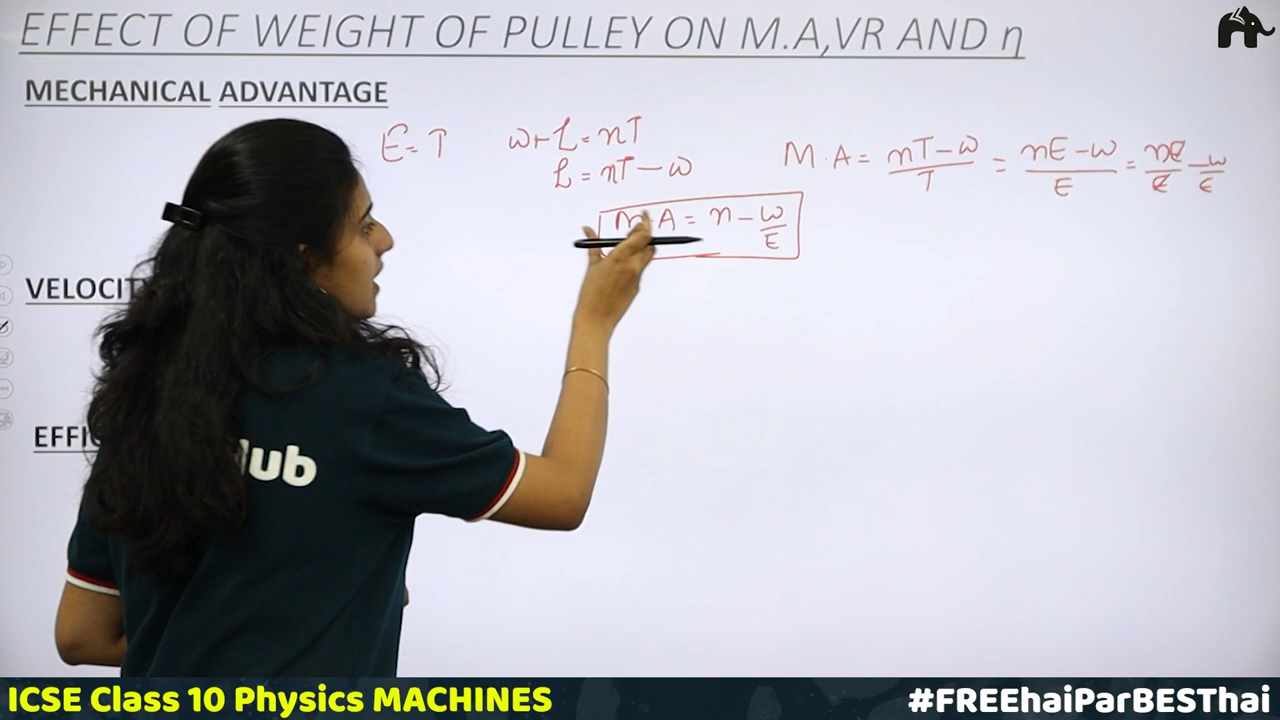 EFFECT OF WEIGHT OF PULLEY ON M.A,VR AND η
MECHANICAL ADVANTAGE
E = T
w + L = nT
L = nT − w
M.A = nT − w / T = nE − w / E = nE / E − w / E
M.A = n − w / E
VELOCIT
EFFIC
Hub
ICSE Class 10 Physics MACHINES
#FREEhaiParBESThai